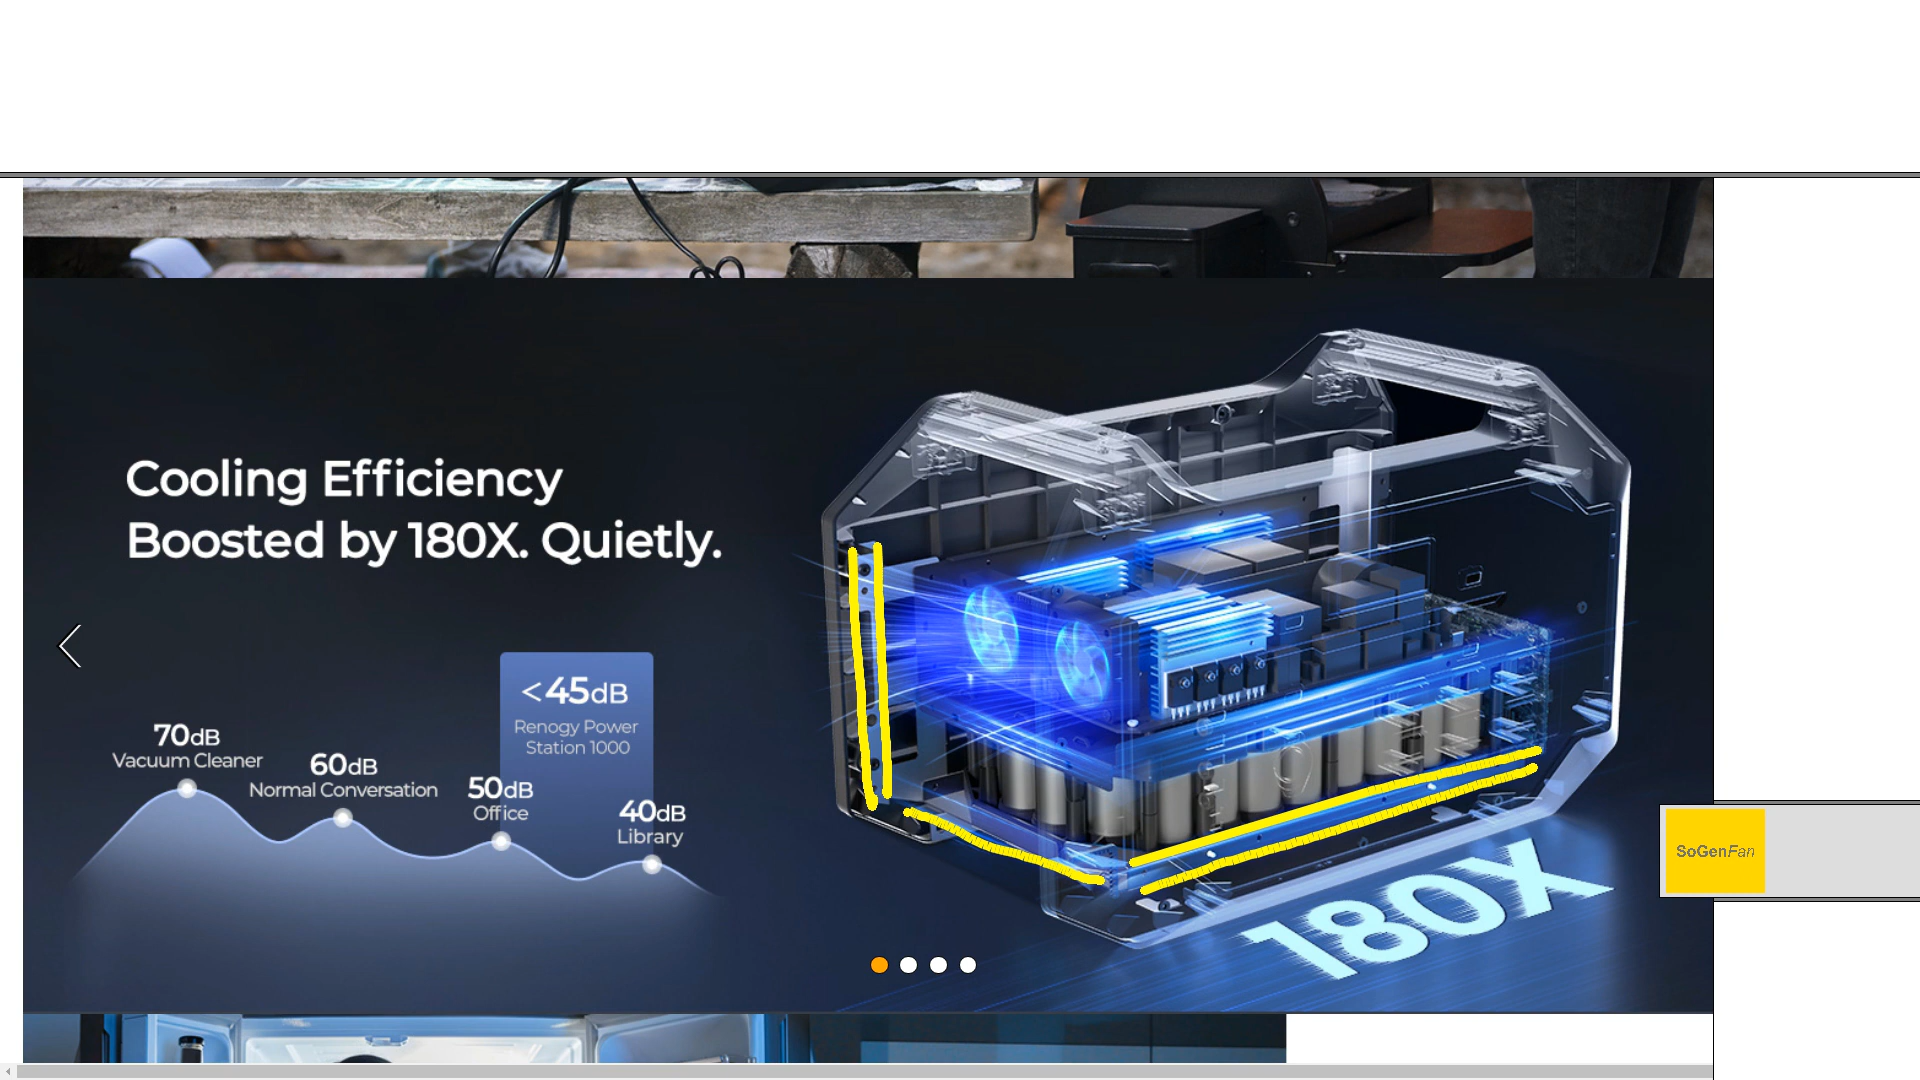 Cooling Efficiency
Boosted by 180X. Quietly.
<45dB
Renogy Power
Station 1000
70dB
Vacuum Cleaner
60dB
Normal Conversation
50dB
Office
40dB
Library
180X
SoGenFan